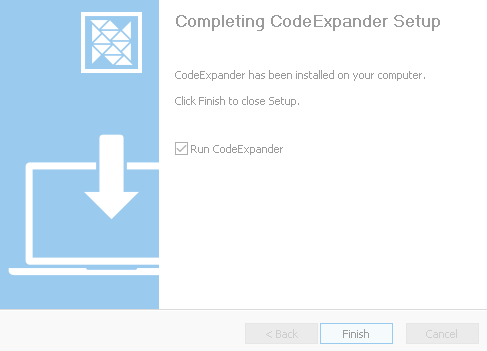 Completing CodeExpander Setup
CodeExpander has been installed on your computer.
Click Finish to close Setup.
Run CodeExpander
< Back
Finish
Cancel